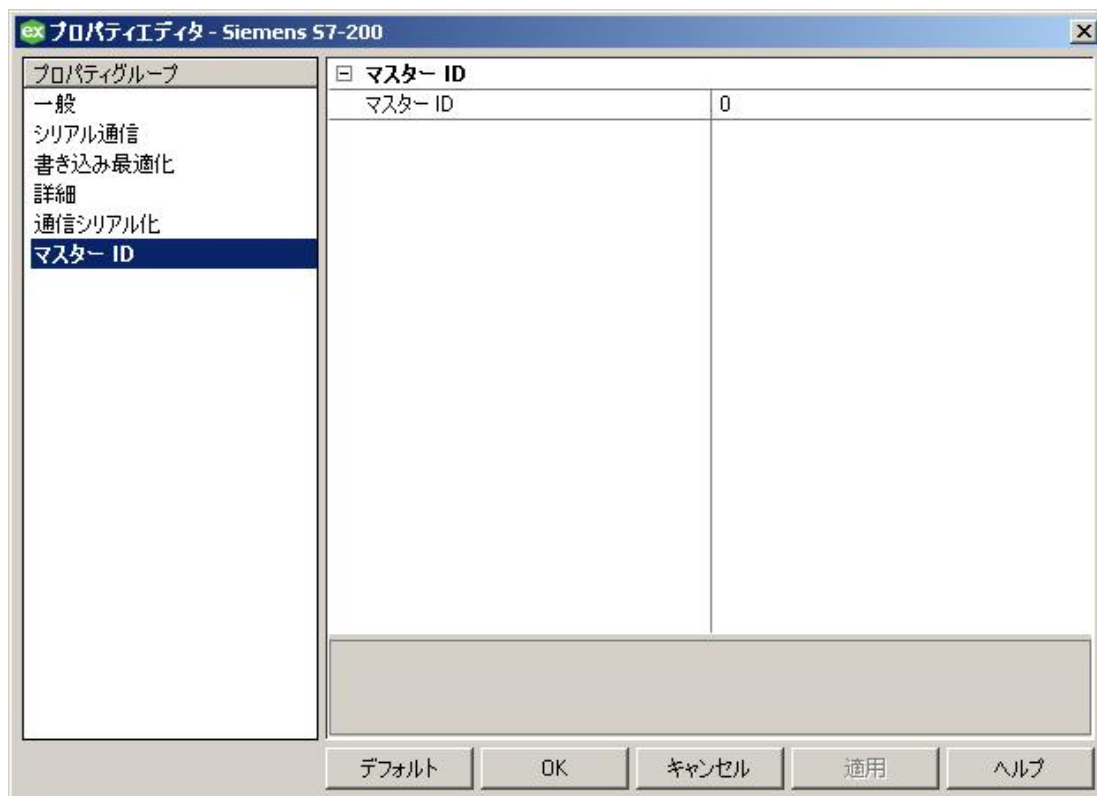 ex プロパティエディタ - Siemens S7-200
プロパティグループ
一般
シリアル通信
書き込み最適化
詳細
通信シリアル化
マスター ID
マスター ID
マスター ID 0
デフォルト OK キャンセル 適用 ヘルプ